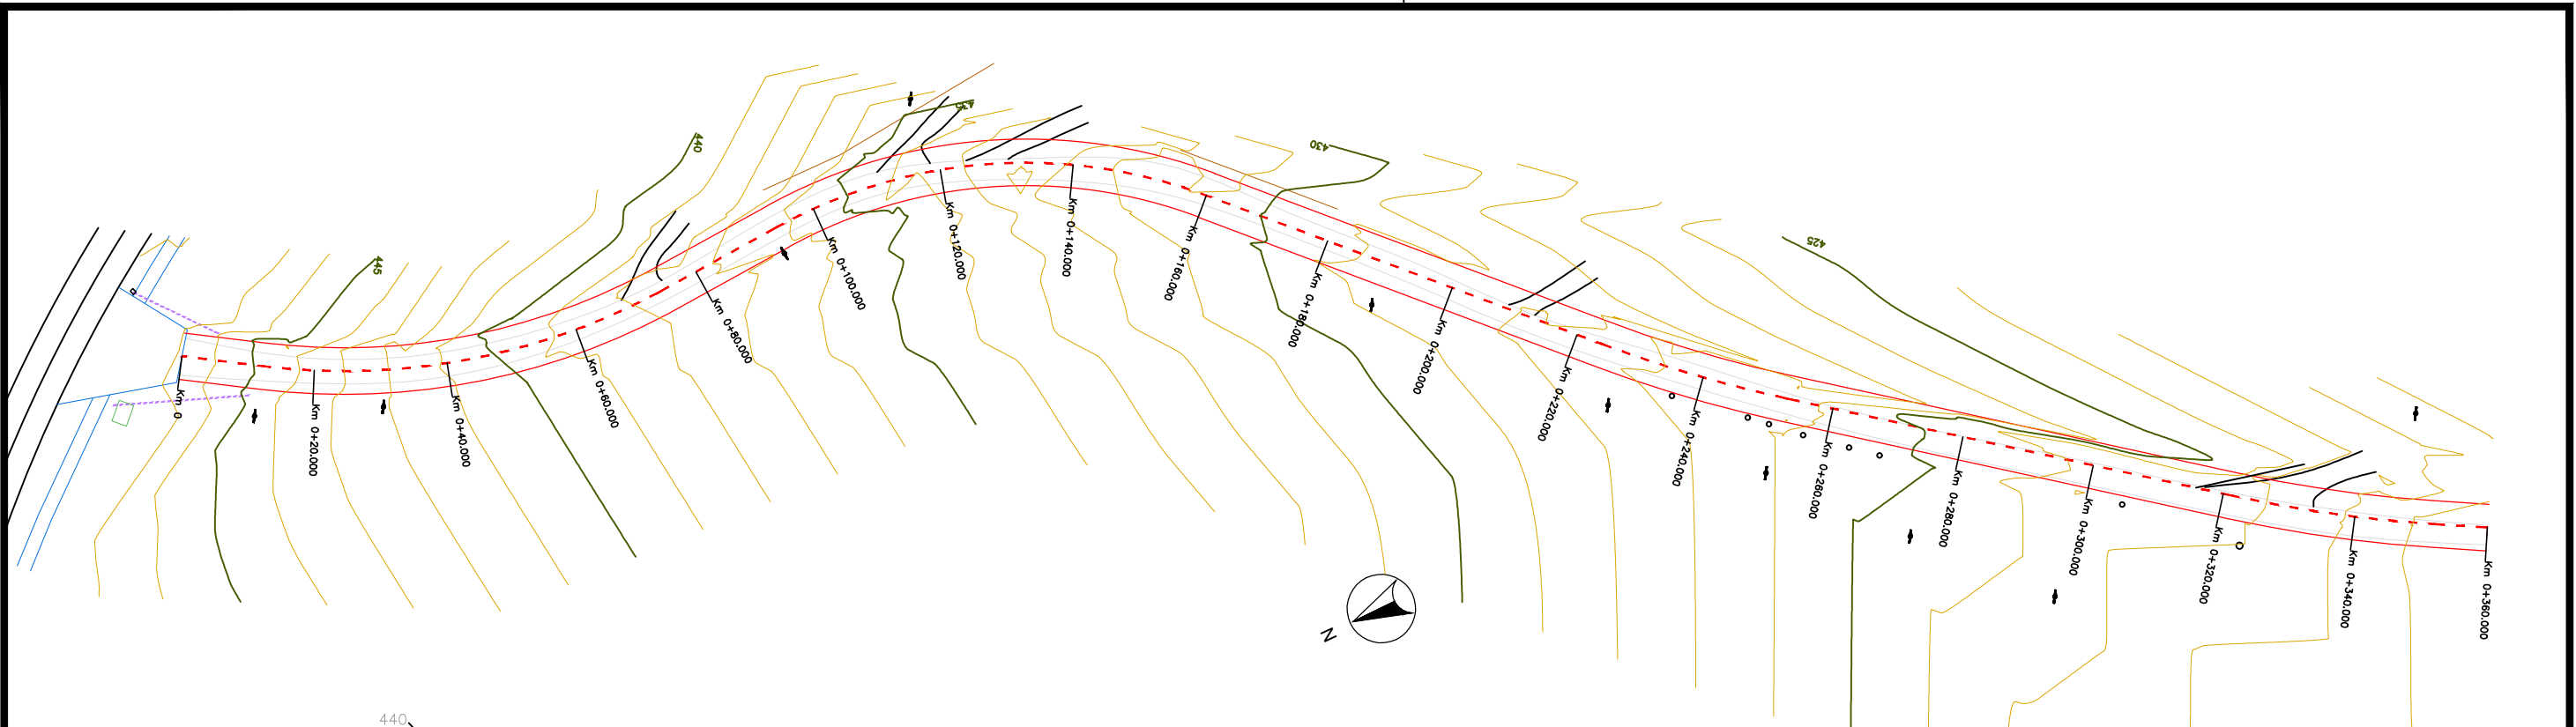 445
440
435
430
425
Km 0
Km 0+20.000
Km 0+40.000
Km 0+60.000
Km 0+80.000
Km 0+100.000
Km 0+120.000
Km 0+140.000
Km 0+160.000
Km 0+180.000
Km 0+200.000
Km 0+220.000
Km 0+240.000
Km 0+260.000
Km 0+280.000
Km 0+300.000
Km 0+320.000
Km 0+340.000
Km 0+360.000
N
440